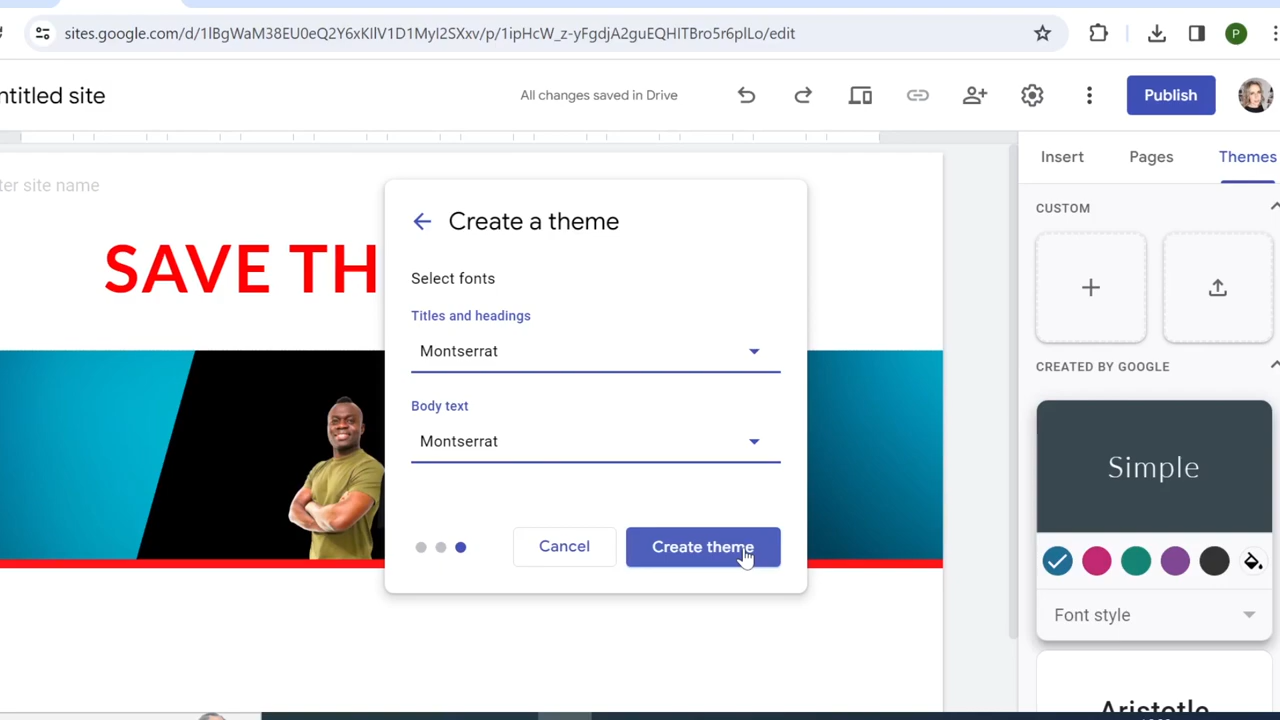 sites.google.com/d/1lBgWaM38EU0eQ2Y6xKIlV1D1MyI2SXxv/p/1ipHcW_z-yFgdjA2guEQHITBro5r6plLo/edit
P
ntitled site
All changes saved in Drive
Publish
Insert
Pages
Themes
ter site name
SAVE TH
Create a theme
Select fonts
Titles and headings
Montserrat
Body text
Montserrat
Cancel
Create theme
CUSTOM
CREATED BY GOOGLE
Simple
Font style
Aristotle